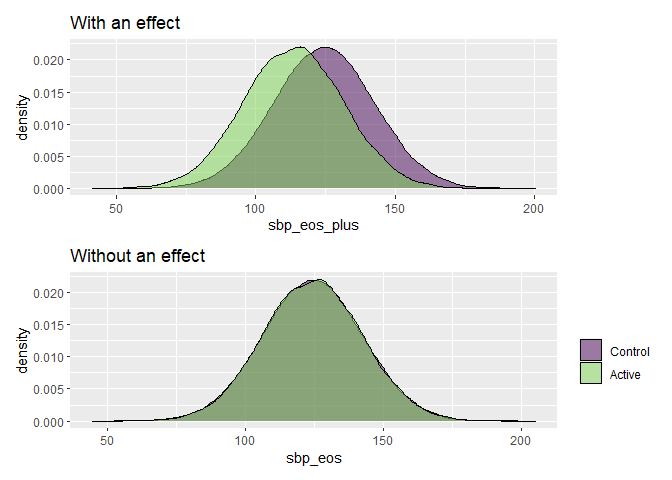 With an effect
0.020
0.015
0.010
0.005
0.000
density
50 100 150 200
sbp_eos_plus
Without an effect
0.020
0.015
0.010
0.005
0.000
density
50 100 150 200
sbp_eos
Control
Active